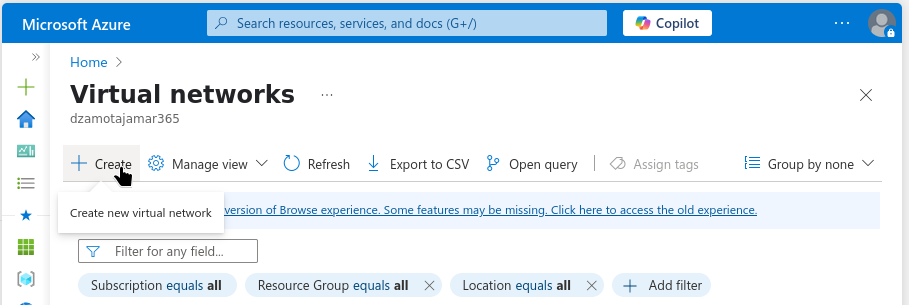 Microsoft Azure
Search resources, services, and docs (G+/)
Copilot
Home
Virtual networks
dzamotajamar365
Create
Manage view
Refresh
Export to CSV
Open query
Assign tags
Group by none
Create new virtual network
version of Browse experience. Some features may be missing. Click here to access the old experience.
Filter for any field...
Subscription equals all
Resource Group equals all
Location equals all
Add filter